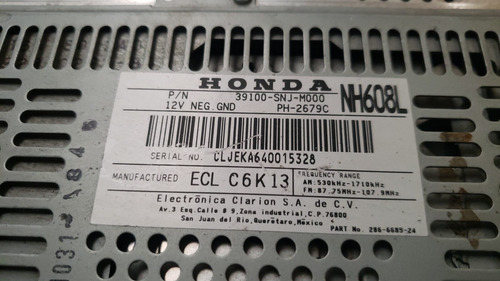 HONDA
P/N 39100-SNJ-M000
12V NEG.GND PH-2679C
NH608L
SERIAL NO. CLJEKA640015328
MANUFACTURED ECL C6K13
FREQUENCY RANGE
AM:530kHz-1710kHz
FM:87.75MHz-107.9MHz
Electrónica Clarion S.A. de C.V.
Av.3 Esq.Calle 8 9,Zona industrial,C.P.76800
San Juan del Rio,Querétaro,México
PART No. 286-6689-24